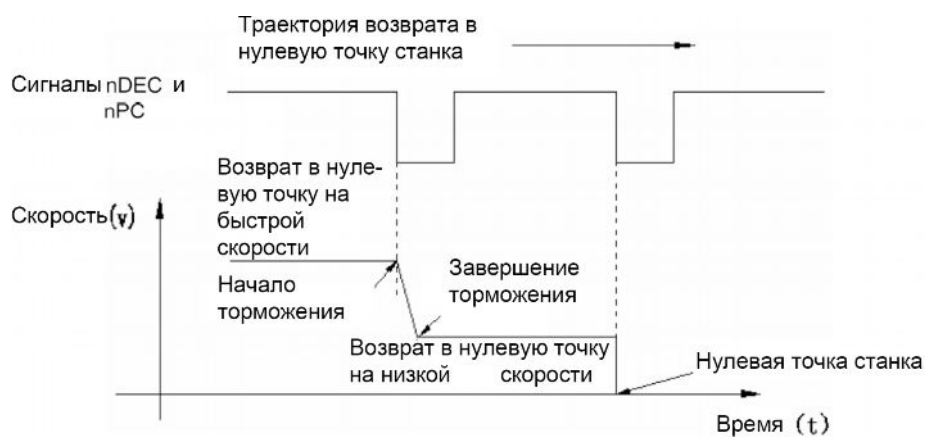 Траектория возврата в
нулевую точку станка
Сигналы nDEC и
nPC
Возврат в нуле-
вую точку на
быстрой
скорости
Скорость(v)
Начало
торможения
Завершение
торможения
Возврат в нулевую точку
на низкой скорости
Нулевая точка станка
Время (t)